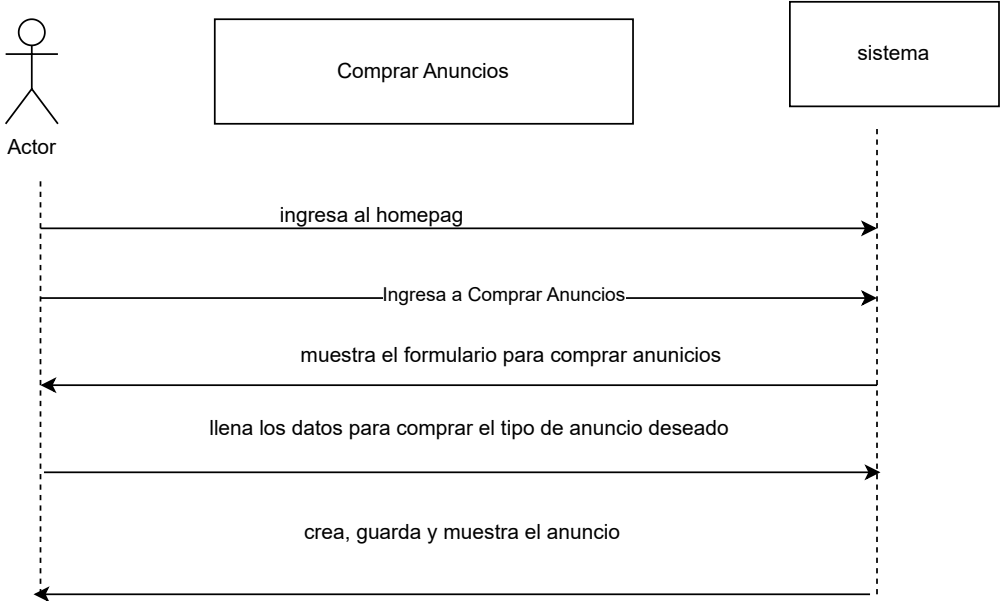 Comprar Anuncios
sistema
Actor
ingresa al homepag
Ingresa a Comprar Anuncios
muestra el formulario para comprar anunicios
llena los datos para comprar el tipo de anuncio deseado
crea, guarda y muestra el anuncio